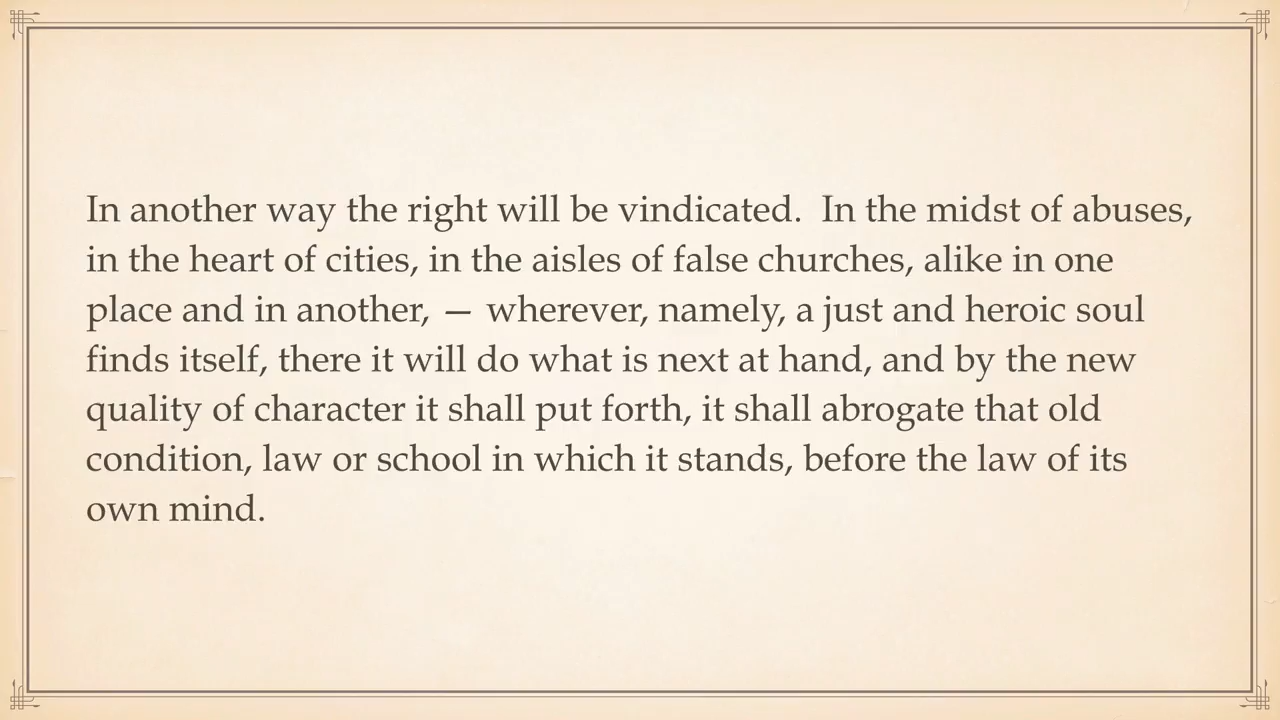 In another way the right will be vindicated.  In the midst of abuses,
in the heart of cities, in the aisles of false churches, alike in one
place and in another, — wherever, namely, a just and heroic soul
finds itself, there it will do what is next at hand, and by the new
quality of character it shall put forth, it shall abrogate that old
condition, law or school in which it stands, before the law of its
own mind.